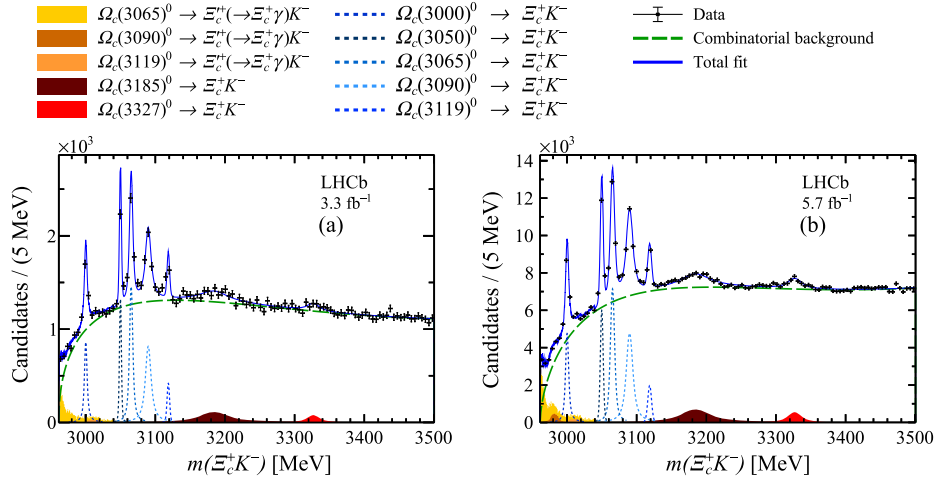 Ω_c(3065)⁰ → Ξ_c′⁺(→Ξ_c⁺γ)K⁻
Ω_c(3090)⁰ → Ξ_c′⁺(→Ξ_c⁺γ)K⁻
Ω_c(3119)⁰ → Ξ_c′⁺(→Ξ_c⁺γ)K⁻
Ω_c(3185)⁰ → Ξ_c⁺K⁻
Ω_c(3327)⁰ → Ξ_c⁺K⁻
Ω_c(3000)⁰ → Ξ_c⁺K⁻
Ω_c(3050)⁰ → Ξ_c⁺K⁻
Ω_c(3065)⁰ → Ξ_c⁺K⁻
Ω_c(3090)⁰ → Ξ_c⁺K⁻
Ω_c(3119)⁰ → Ξ_c⁺K⁻
Data
Combinatorial background
Total fit
×10³
2
1
0
Candidates / (5 MeV)
LHCb
3.3 fb⁻¹
(a)
3000 3100 3200 3300 3400 3500
m(Ξ_c⁺K⁻) [MeV]
×10³
14
12
10
8
6
4
2
0
Candidates / (5 MeV)
LHCb
5.7 fb⁻¹
(b)
3000 3100 3200 3300 3400 3500
m(Ξ_c⁺K⁻) [MeV]